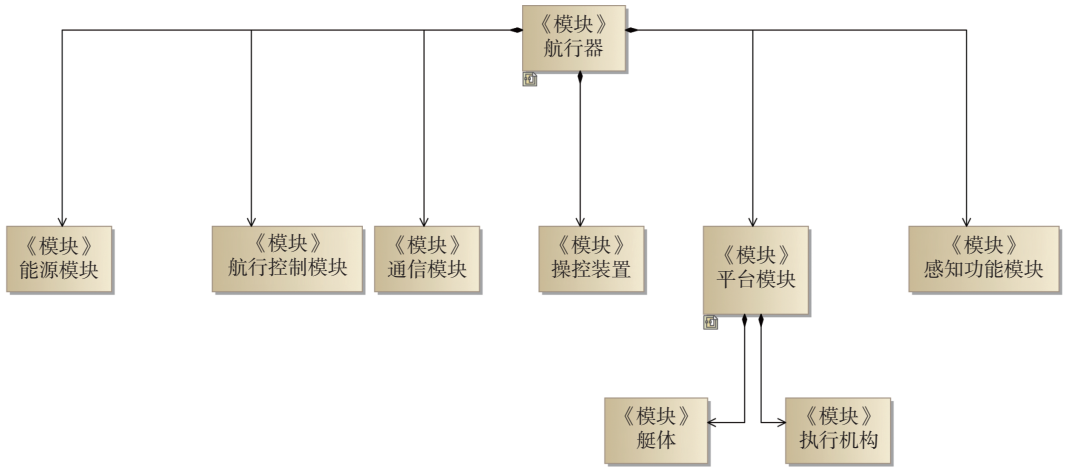 《模块》
航行器
《模块》
能源模块
《模块》
航行控制模块
《模块》
通信模块
《模块》
操控装置
《模块》
平台模块
《模块》
感知功能模块
《模块》
艇体
《模块》
执行机构